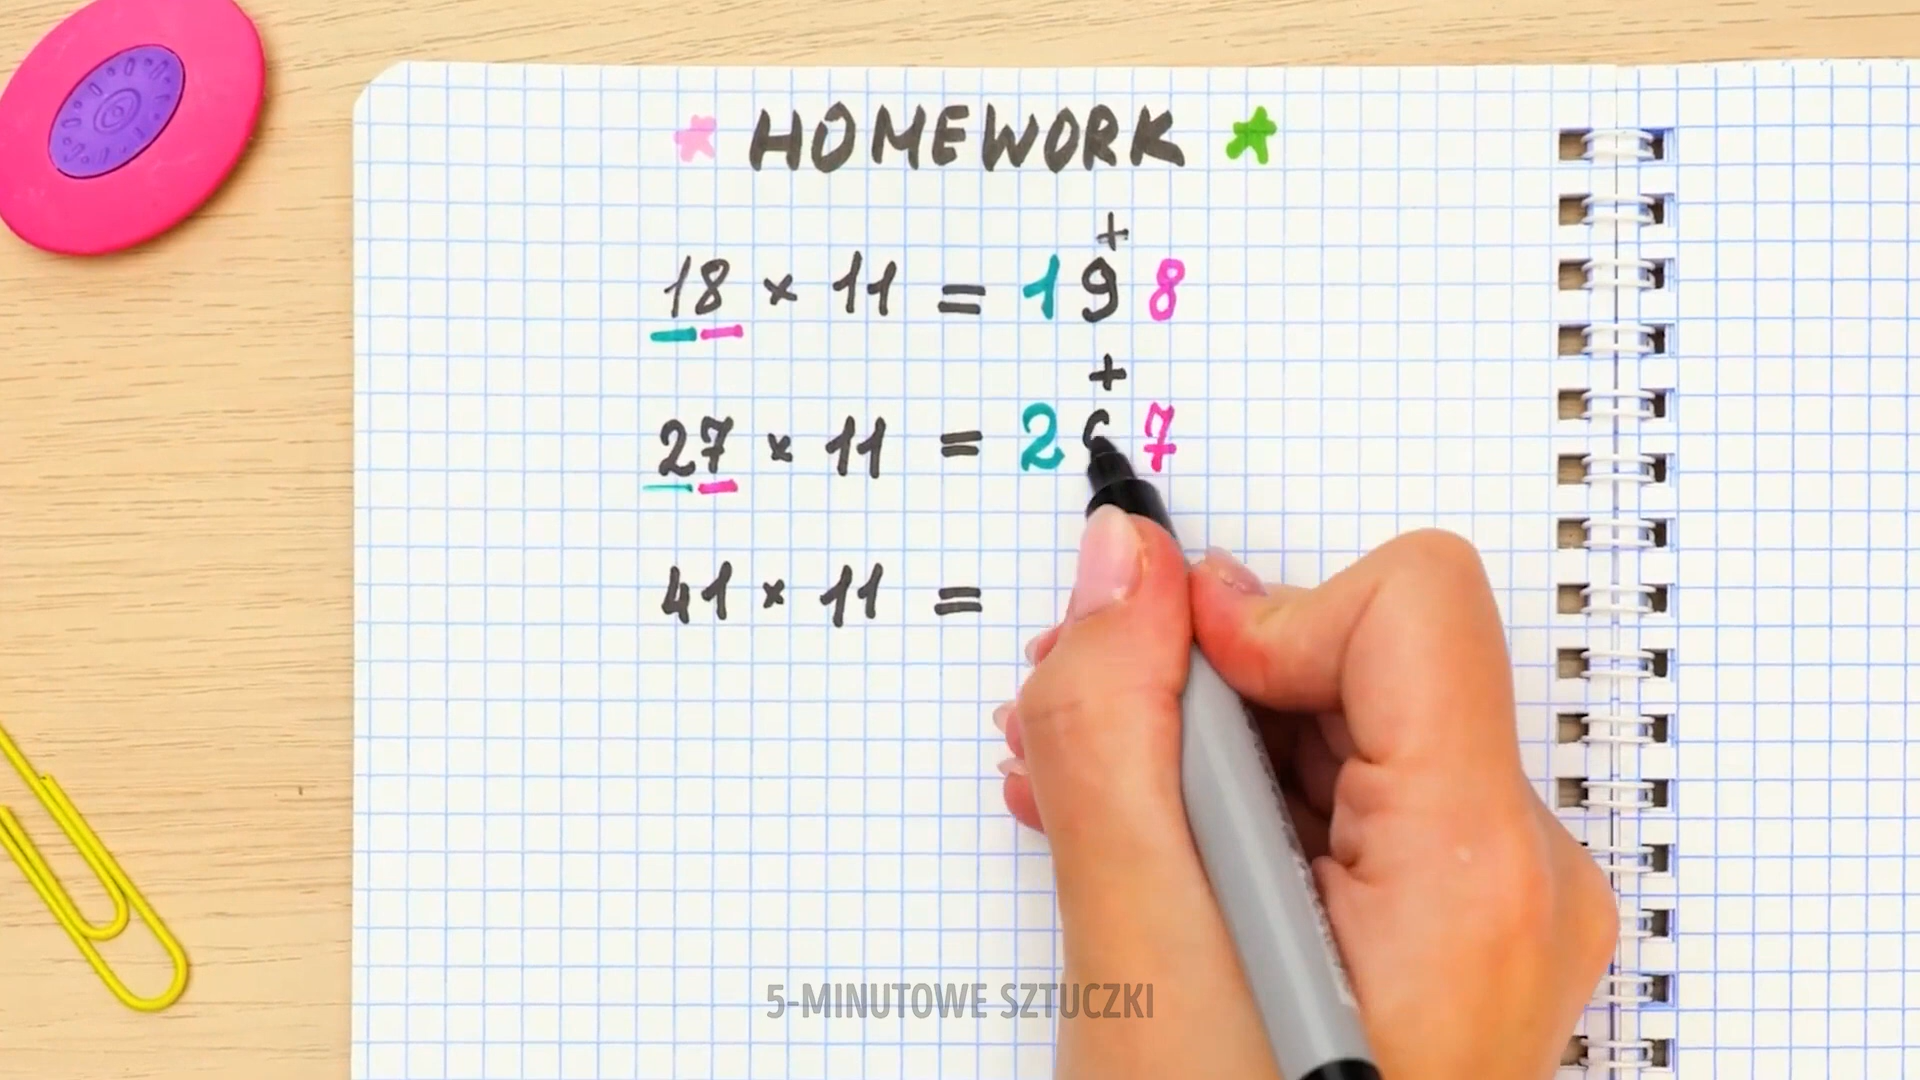 HOMEWORK
+
18 × 11 = 198
+
27 × 11 = 2 7
41 × 11 =
5-MINUTOWE SZTUCZKI